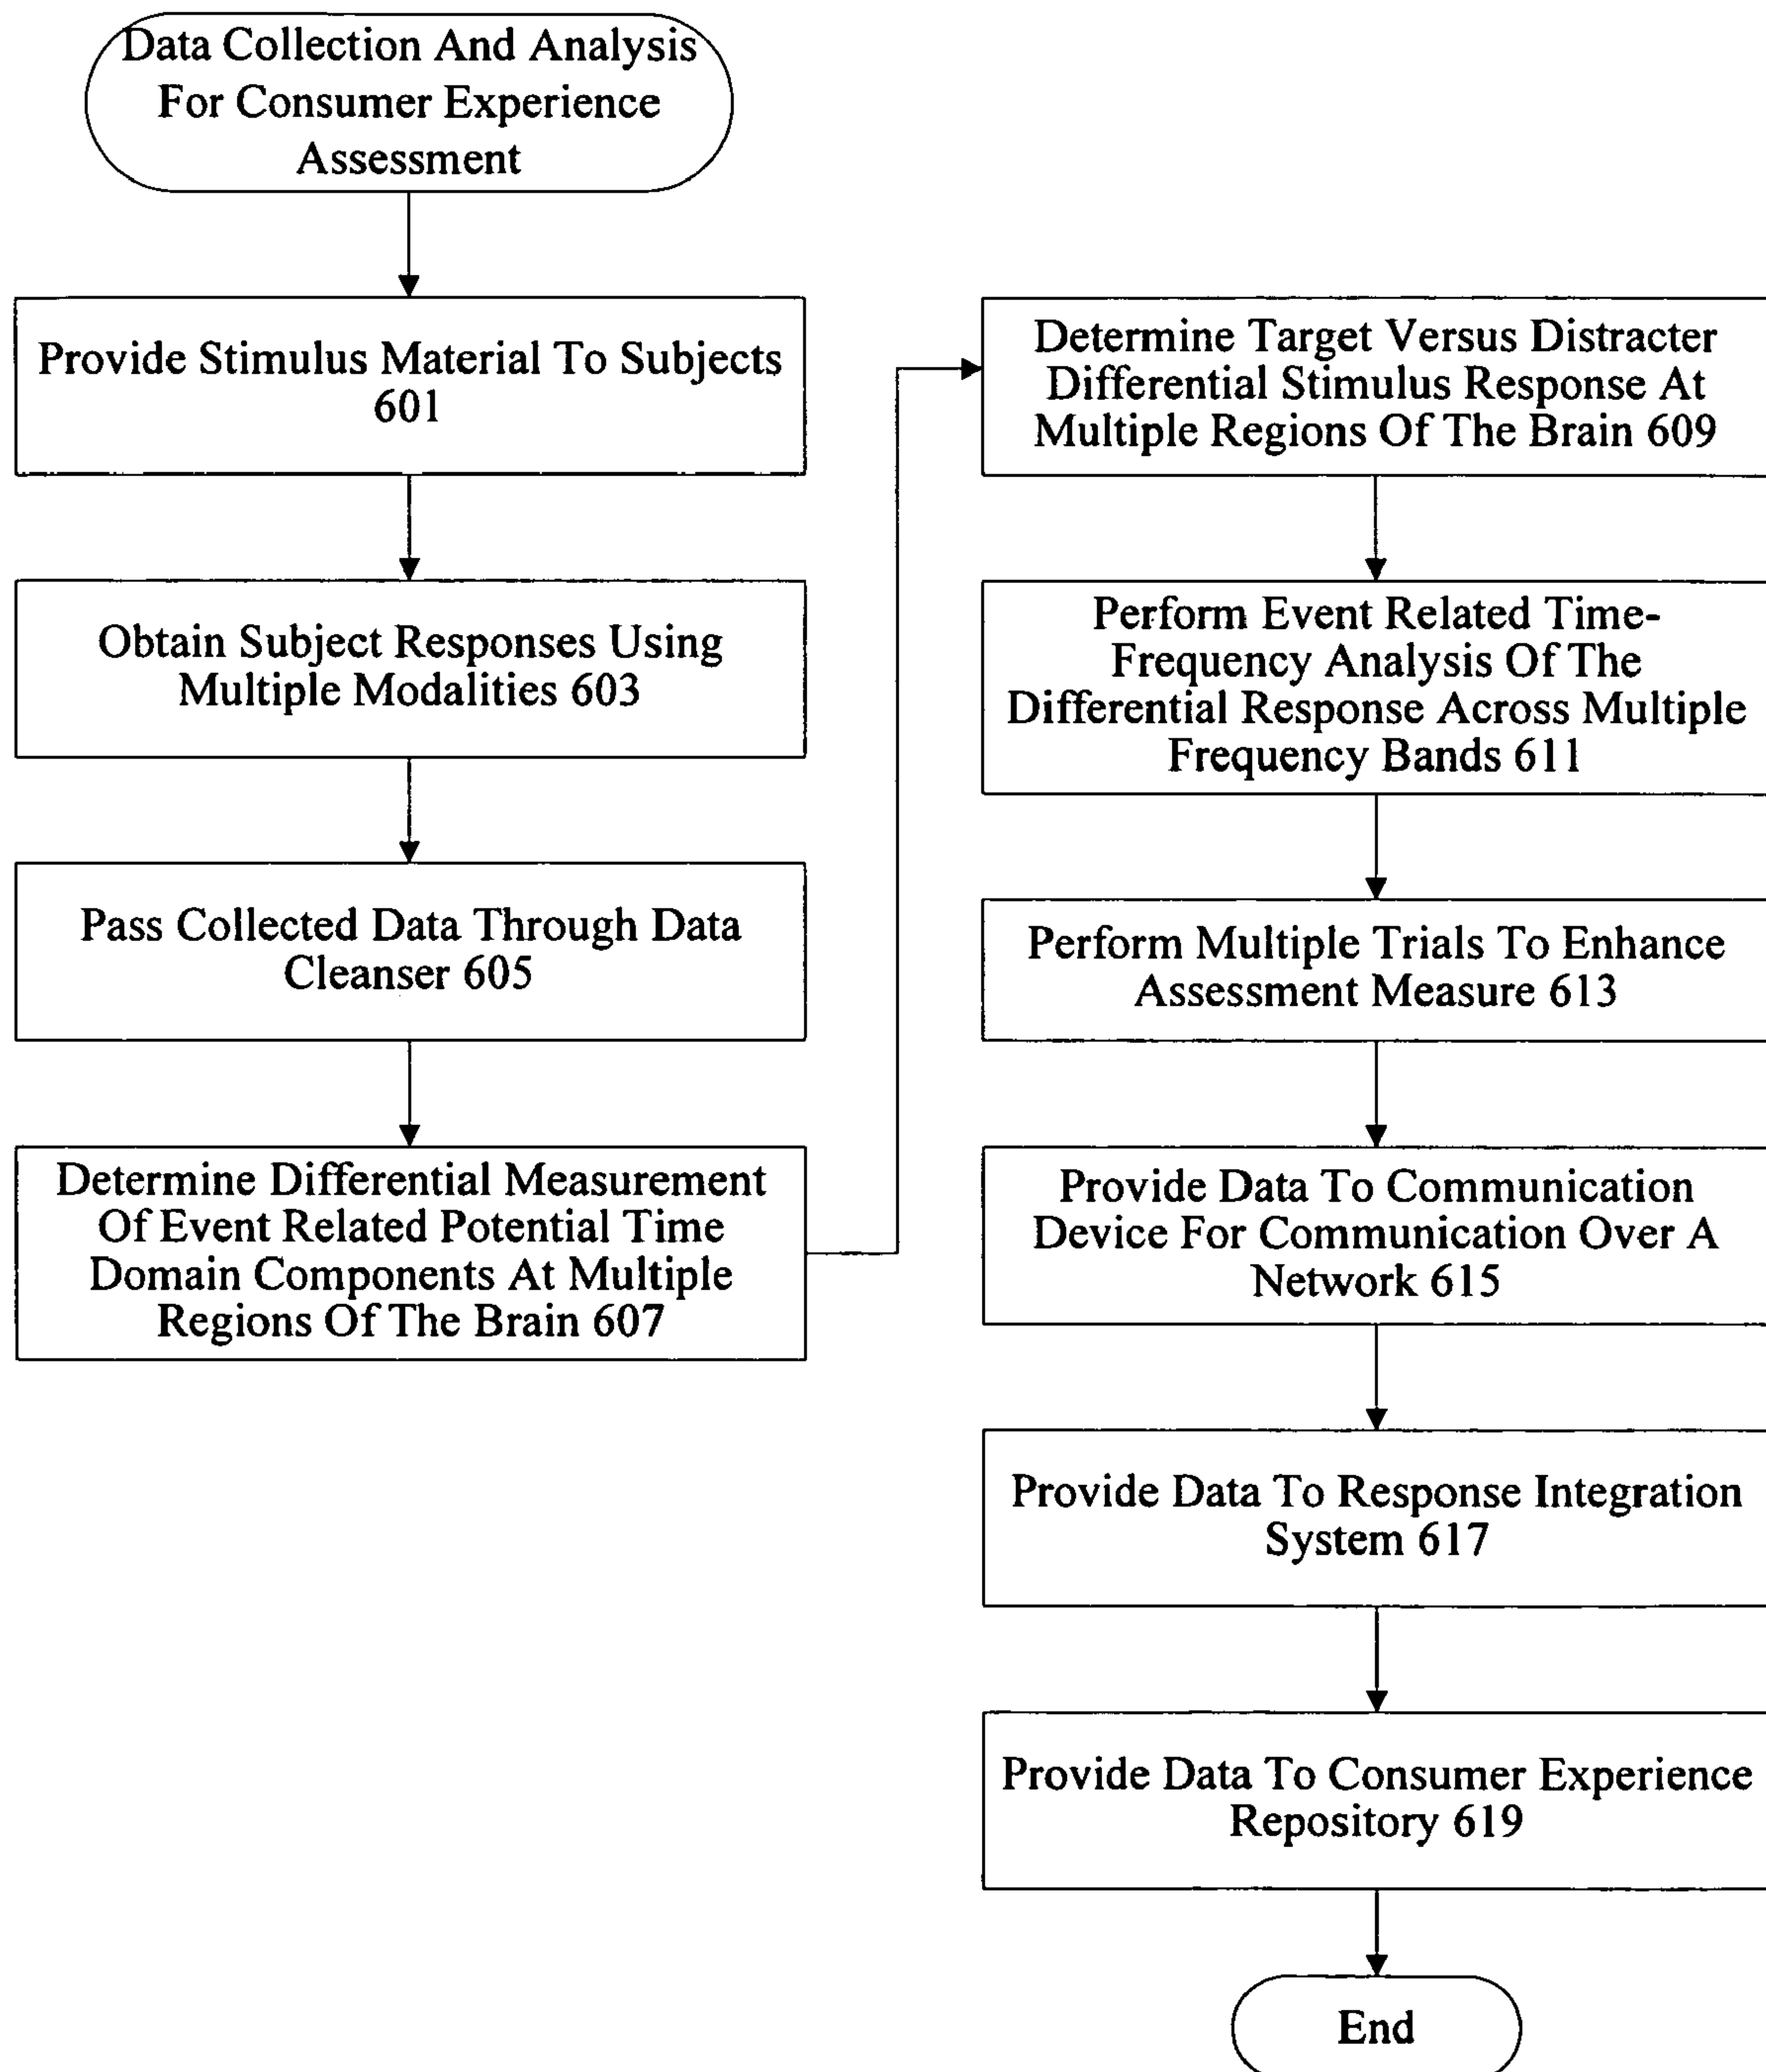 Data Collection And Analysis
For Consumer Experience
Assessment
Provide Stimulus Material To Subjects
601
Obtain Subject Responses Using
Multiple Modalities 603
Pass Collected Data Through Data
Cleanser 605
Determine Differential Measurement
Of Event Related Potential Time
Domain Components At Multiple
Regions Of The Brain 607
Determine Target Versus Distracter
Differential Stimulus Response At
Multiple Regions Of The Brain 609
Perform Event Related Time-
Frequency Analysis Of The
Differential Response Across Multiple
Frequency Bands 611
Perform Multiple Trials To Enhance
Assessment Measure 613
Provide Data To Communication
Device For Communication Over A
Network 615
Provide Data To Response Integration
System 617
Provide Data To Consumer Experience
Repository 619
End